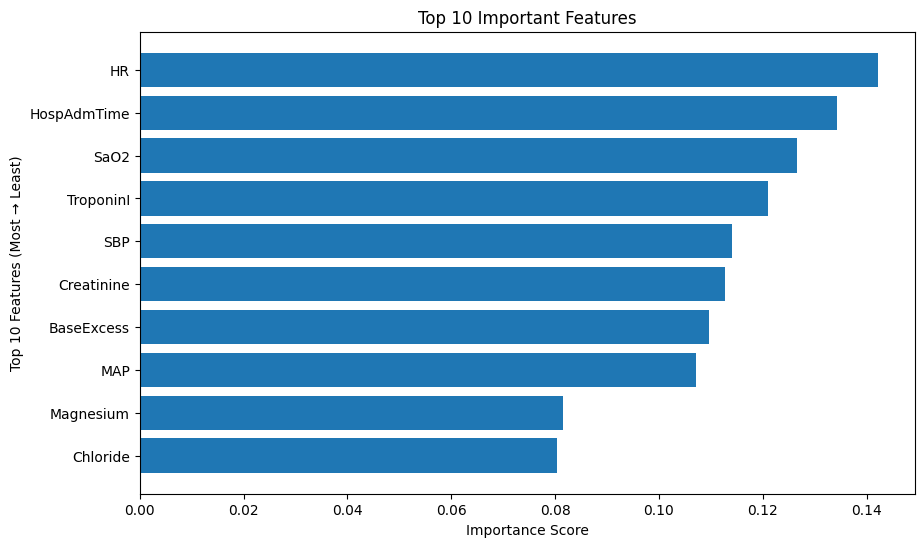 Top 10 Important Features
Top 10 Features (Most → Least)
HR
HospAdmTime
SaO2
TroponinI
SBP
Creatinine
BaseExcess
MAP
Magnesium
Chloride
0.00 0.02 0.04 0.06 0.08 0.10 0.12 0.14
Importance Score